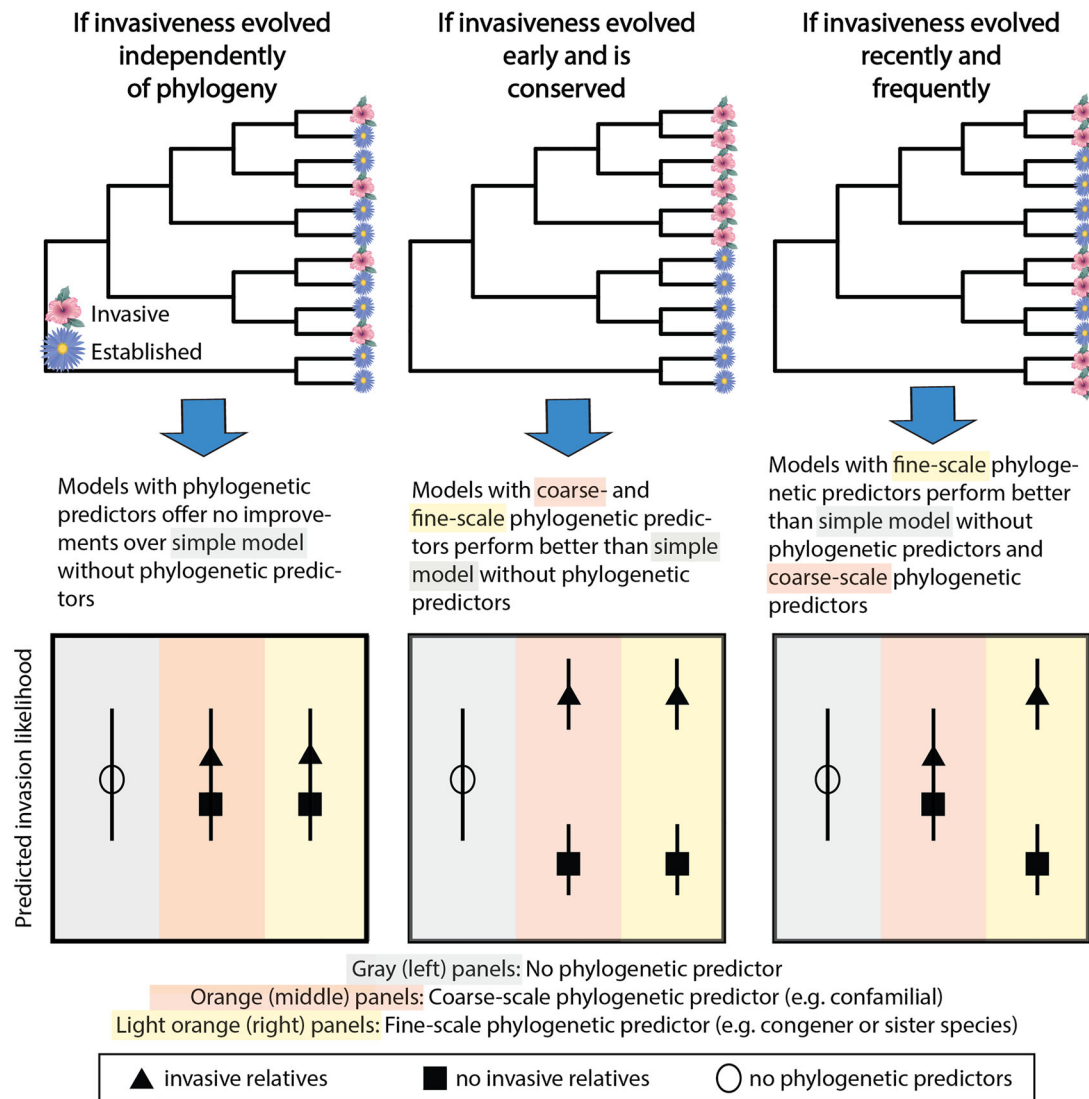 If invasiveness evolved
independently
of phylogeny
If invasiveness evolved
early and is
conserved
If invasiveness evolved
recently and
frequently
Invasive
Established
Models with phylogenetic
predictors offer no improve-
ments over simple model
without phylogenetic predic-
tors
Models with coarse- and
fine-scale phylogenetic predic-
tors perform better than simple
model without phylogenetic
predictors
Models with fine-scale phyloge-
netic predictors perform better
than simple model without
phylogenetic predictors and
coarse-scale phylogenetic
predictors
Predicted invasion likelihood
Gray (left) panels: No phylogenetic predictor
Orange (middle) panels: Coarse-scale phylogenetic predictor (e.g. confamilial)
Light orange (right) panels: Fine-scale phylogenetic predictor (e.g. congener or sister species)
invasive relatives
no invasive relatives
no phylogenetic predictors